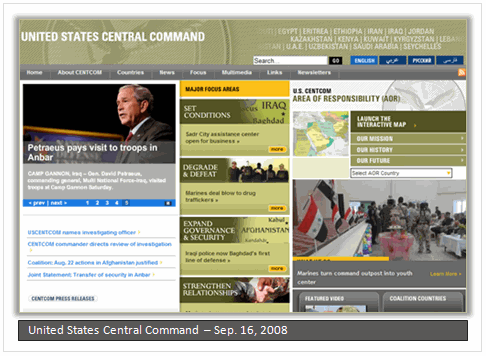 EGYPT | ERITREA | ETHIOPIA | IRAN | IRAQ | JORDAN
UNITED STATES CENTRAL COMMAND
KAZAKHSTAN | KENYA | KUWAIT | KYRGYZSTAN | LEBAN
U.A.E. | UZBEKISTAN | SAUDI ARABIA | SEYCHELLES
Search...
GO
ENGLISH
عربي
РУССКИЙ
فارسی
Home
About CENTCOM
Countries
News
Focus
Multimedia
Links
Newsletters
Petraeus pays visit to troops in
Anbar
CAMP GANNON, Iraq – Gen. David Petraeus,
commanding general, Multi National Force-Iraq, visited
troops at Camp Gannon Saturday.
< prev | next > 1 2 3 4 5
USCENTCOM names investigating officer
CENTCOM commander directs review of investigation
Coalition: Aug. 22 actions in Afghanistan justified
Joint Statement: Transfer of security in Anbar
CENTCOM PRESS RELEASES
MAJOR FOCUS AREAS
SET
CONDITIONS
IRAQ
Baghdad
Sadr City assistance center
open for business >
more
DEGRADE
& DEFEAT
Marines deal blow to drug
traffickers >
more
EXPAND
GOVERNANCE
& SECURITY
Kabul
AFGHANISTAN
Iraqi police now Baghdad's first
line of defense >
more
STRENGTHEN
RELATIONSHIPS
U.S. CENTCOM
AREA OF RESPONSIBILITY (AOR)
LAUNCH THE
INTERACTIVE MAP
OUR MISSION
OUR HISTORY
OUR FUTURE
Select AOR Country
Marines turn command outpost into youth
center
Learn more >
FEATURED VIDEO
COALITION COUNTRIES
United States Central Command – Sep. 16, 2008